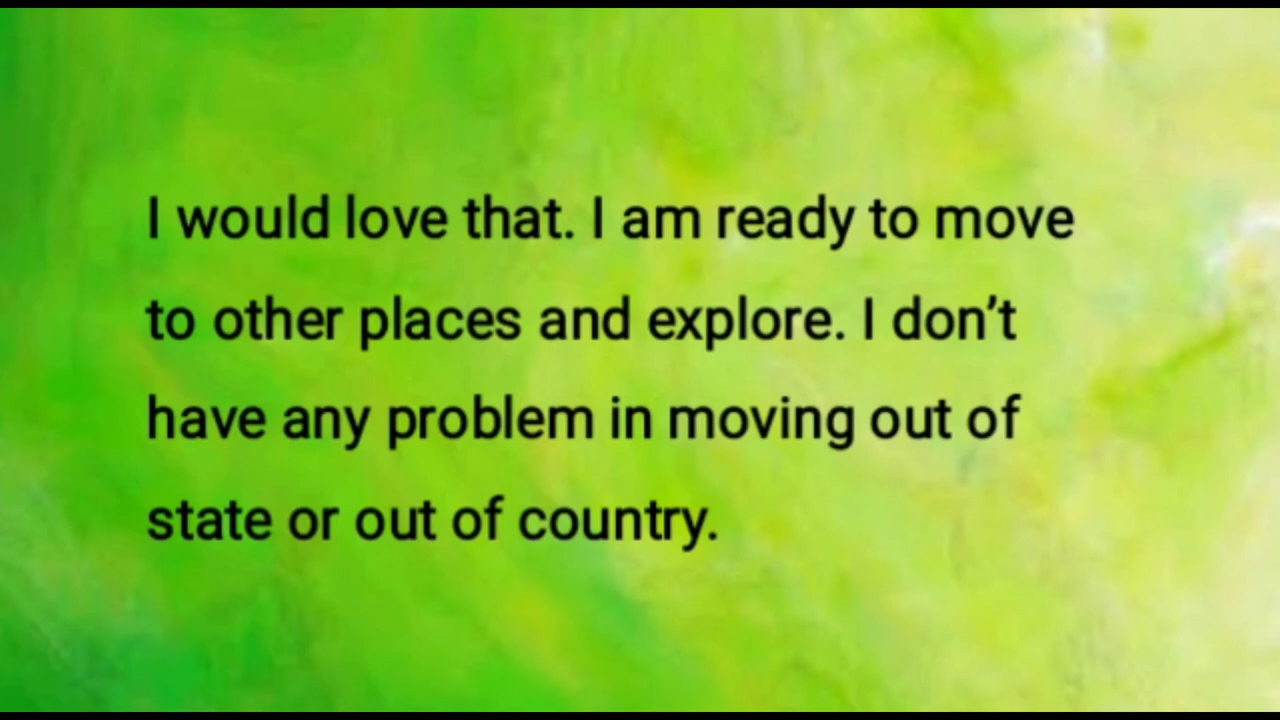 I would love that. I am ready to move
to other places and explore. I don’t
have any problem in moving out of
state or out of country.